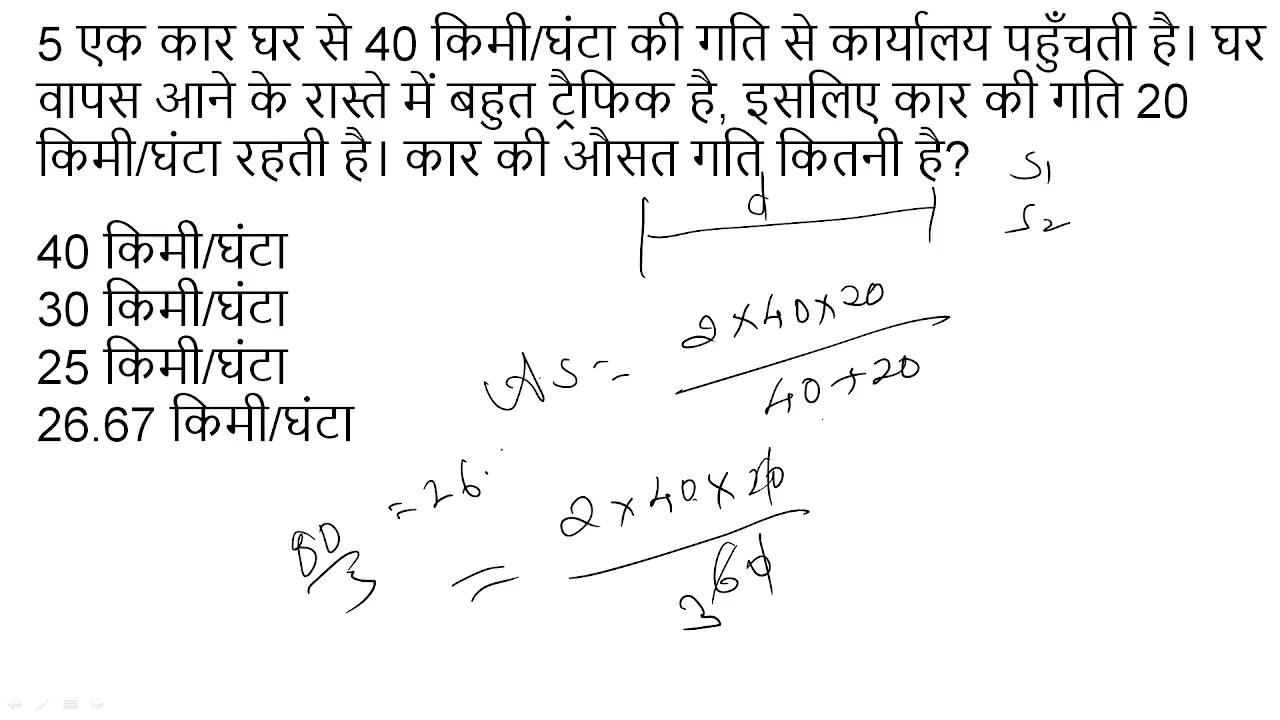 5 एक कार घर से 40 किमी/घंटा की गति से कार्यालय पहुँचती है। घर
वापस आने के रास्ते में बहुत ट्रैफिक है, इसलिए कार की गति 20
किमी/घंटा रहती है। कार की औसत गति कितनी है?
S1
d
S2
40 किमी/घंटा
30 किमी/घंटा
25 किमी/घंटा
26.67 किमी/घंटा
2×40×20
AS=
40+20
=26.
2×40×20
80/3
=
60
3